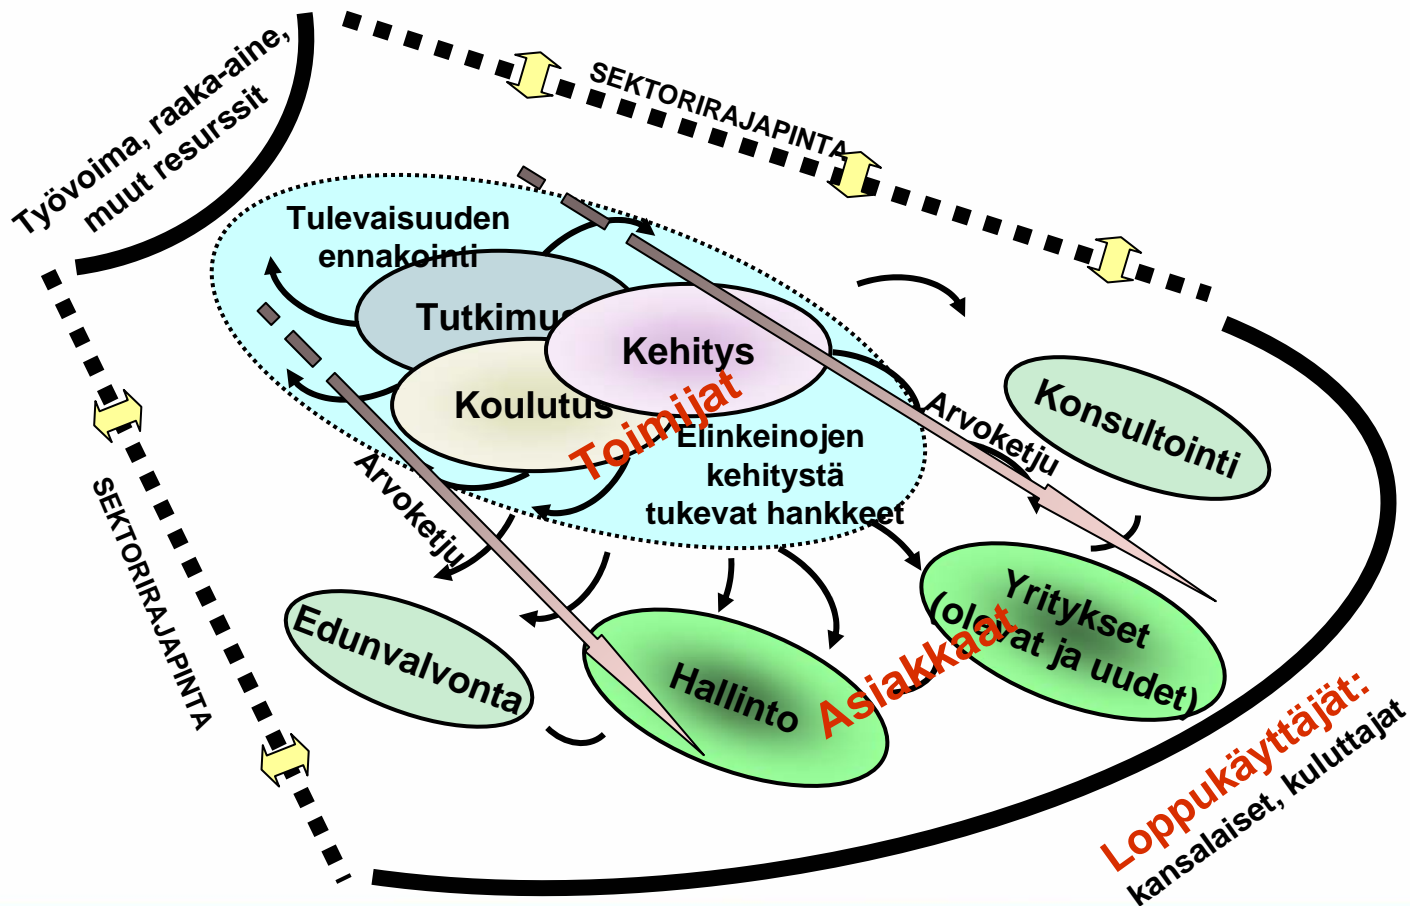 Työvoima, raaka-aine,
muut resurssit
SEKTORIRAJAPINTA
Tulevaisuuden
ennakointi
Tutkimus
Kehitys
Koulutus
Toimijat
Elinkeinojen
kehitystä
tukevat hankkeet
Arvoketju
Konsultointi
Arvoketju
SEKTORIRAJAPINTA
Edunvalvonta
Hallinto
Asiakkaat
Yritykset
(olevat ja uudet)
Loppukäyttäjät:
kansalaiset, kuluttajat